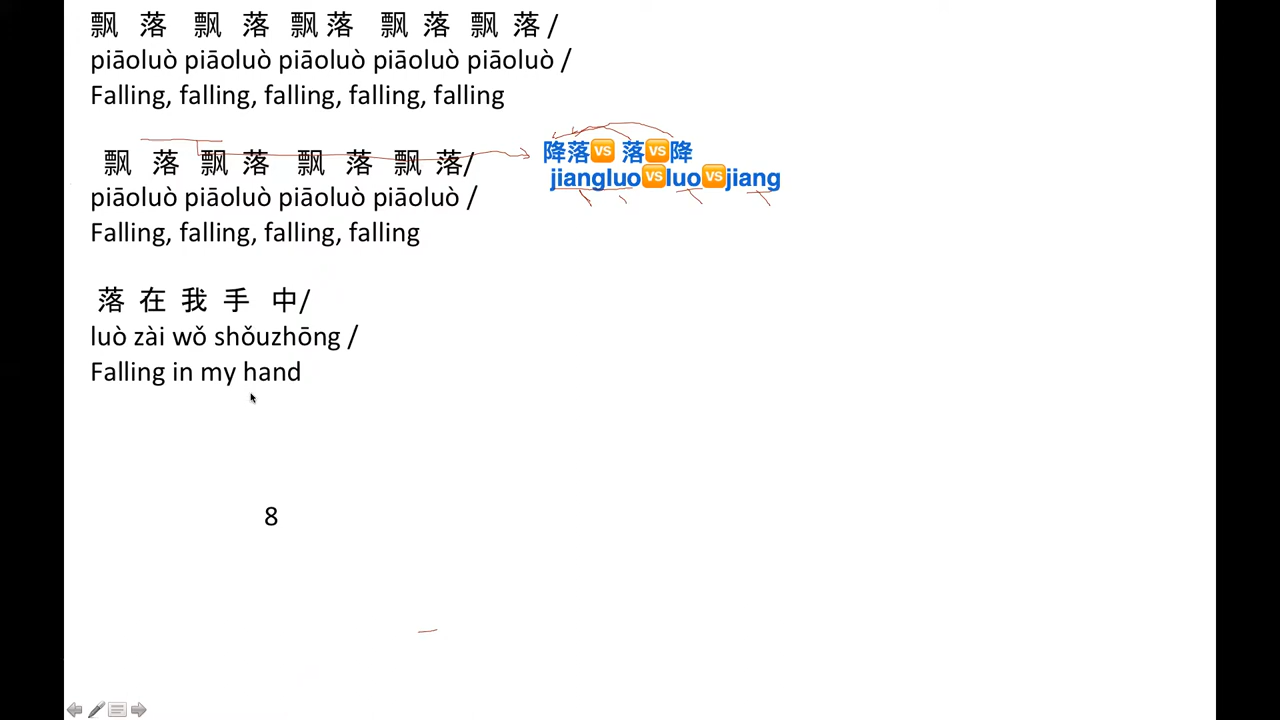 飘 落 飘 落 飘 落 飘 落 飘 落 /
piāoluò piāoluò piāoluò piāoluò piāoluò /
Falling, falling, falling, falling, falling
飘 落 飘 落 飘 落 飘 落/
piāoluò piāoluò piāoluò piāoluò /
Falling, falling, falling, falling
降落🆚 落🆚降
jiangluo🆚luo🆚jiang
落 在 我 手 中/
luò zài wǒ shǒuzhōng /
Falling in my hand
8